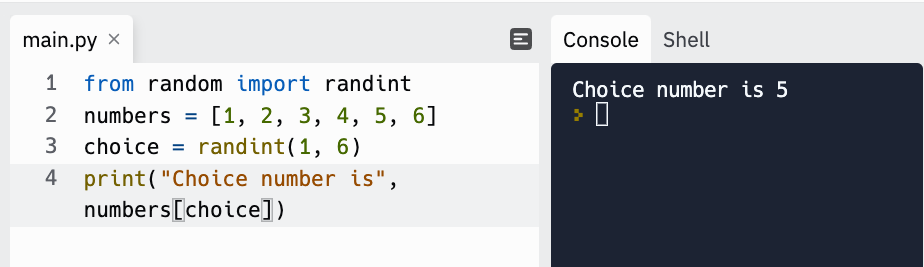 main.py ×
Console Shell
1 from random import randint
2 numbers = [1, 2, 3, 4, 5, 6]
3 choice = randint(1, 6)
4 print("Choice number is",
numbers[choice])
Choice number is 5